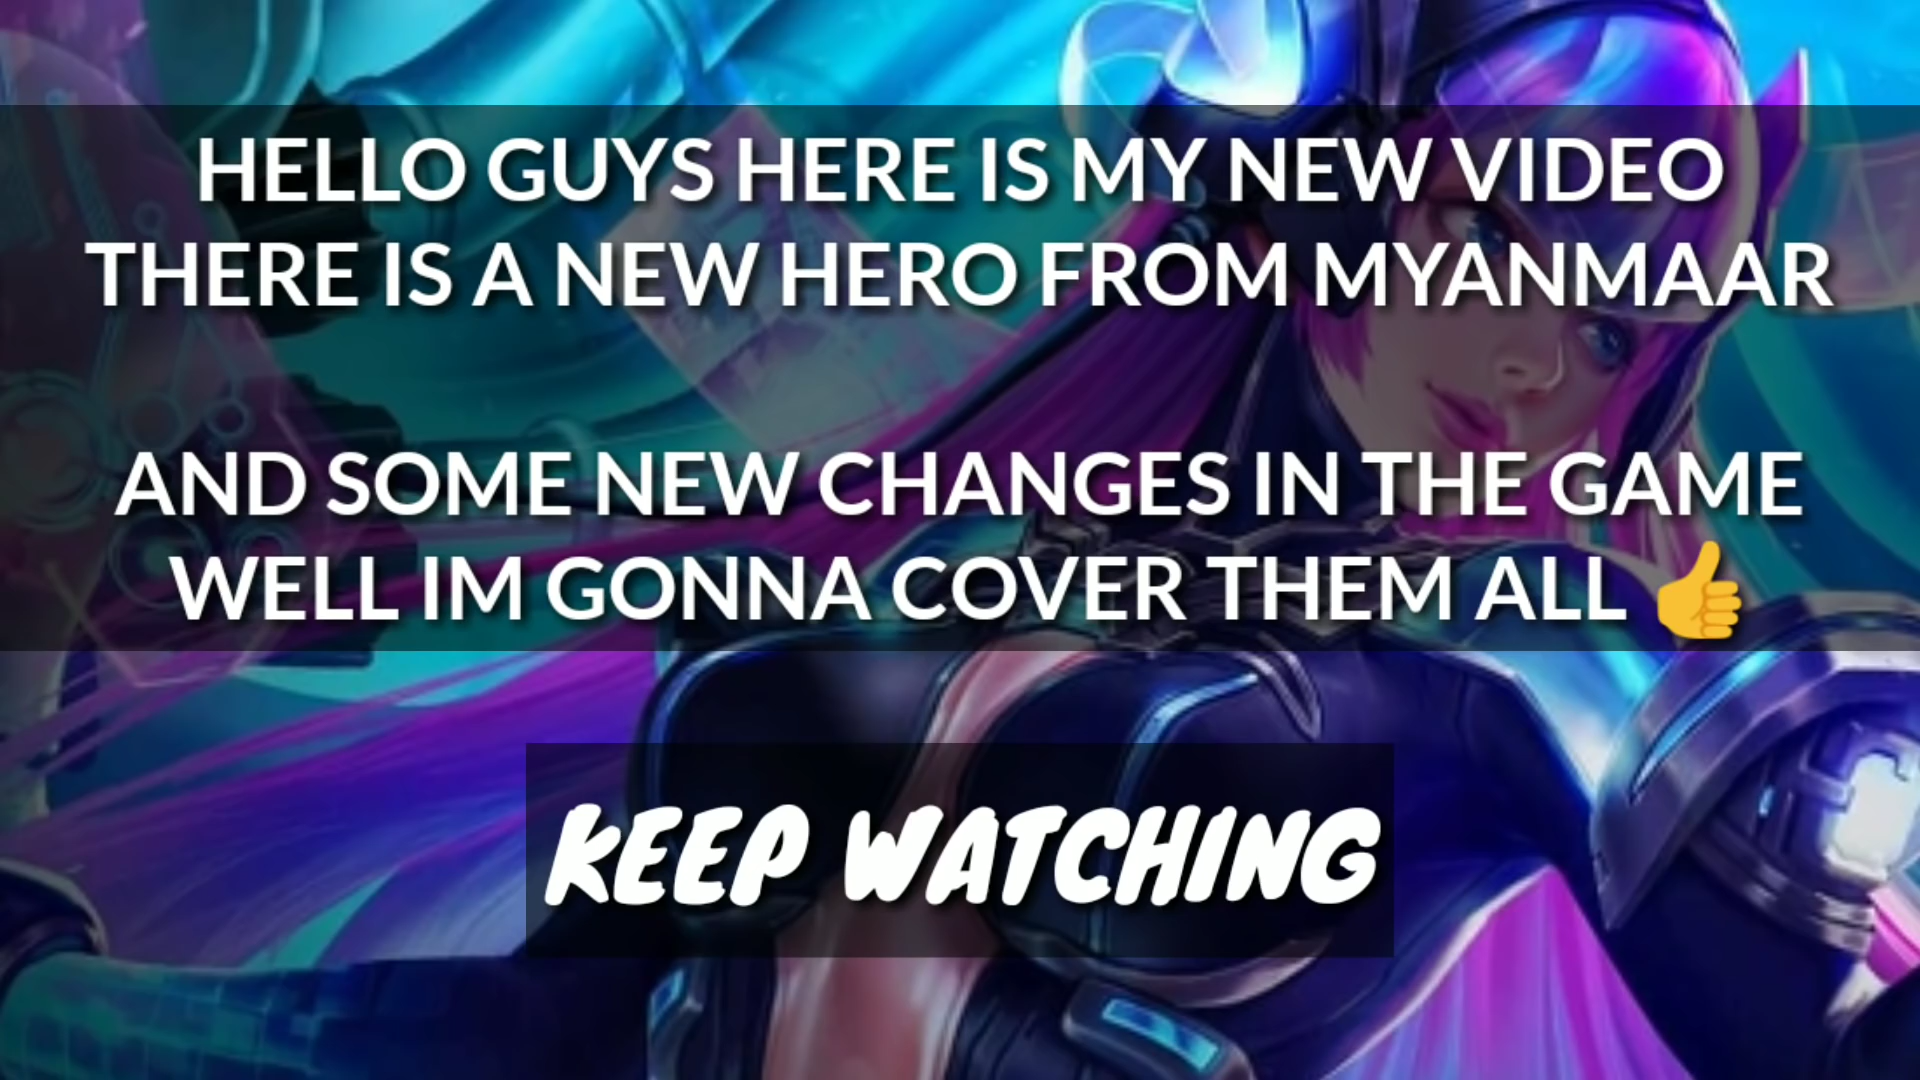 HELLO GUYS HERE IS MY NEW VIDEO
THERE IS A NEW HERO FROM MYANMAAR
AND SOME NEW CHANGES IN THE GAME
WELL IM GONNA COVER THEM ALL 👍
KEEP WATCHING